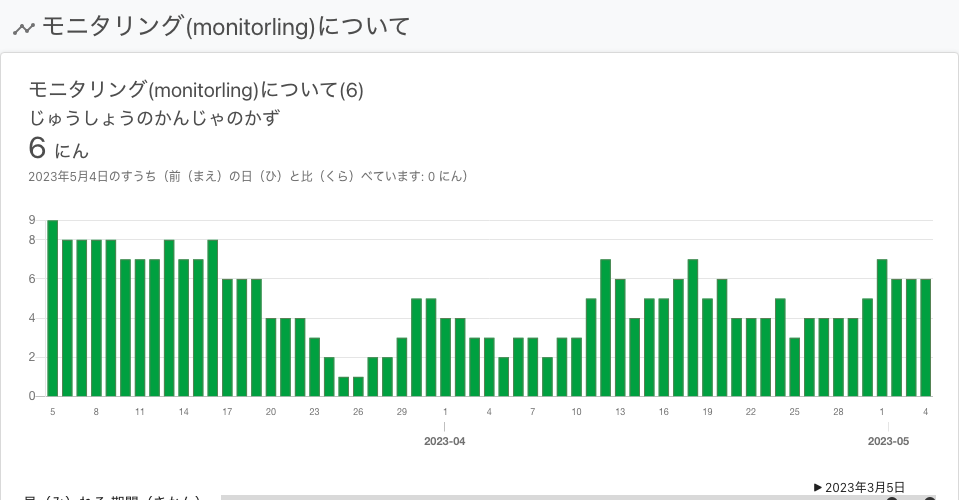 モニタリング(monitorling)について
モニタリング(monitorling)について(6)
じゅうしょうのかんじゃのかず
6 にん
2023年5月4日のすうち（前（まえ）の日（ひ）と比（くら）べています: 0 にん）
9
8
6
4
2
0
5 8 11 14 17 20 23 26 29 1 4 7 10 13 16 19 22 25 28 1 4
2023-04 2023-05
▶ 2023年3月5日